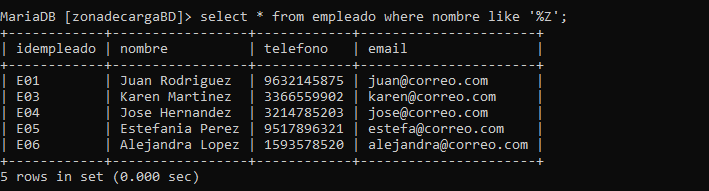 MariaDB [zonadecargaBD]> select * from empleado where nombre like '%Z';
+------------+------------------+------------+----------------------+
| idempleado | nombre           | telefono   | email                |
+------------+------------------+------------+----------------------+
| E01        | Juan Rodriguez   | 9632145875 | juan@correo.com      |
| E03        | Karen Martinez   | 3366559902 | karen@correo.com     |
| E04        | Jose Hernandez   | 3214785203 | jose@correo.com      |
| E05        | Estefania Perez  | 9517896321 | estefa@correo.com    |
| E06        | Alejandra Lopez  | 1593578520 | alejandra@correo.com |
+------------+------------------+------------+----------------------+
5 rows in set (0.000 sec)